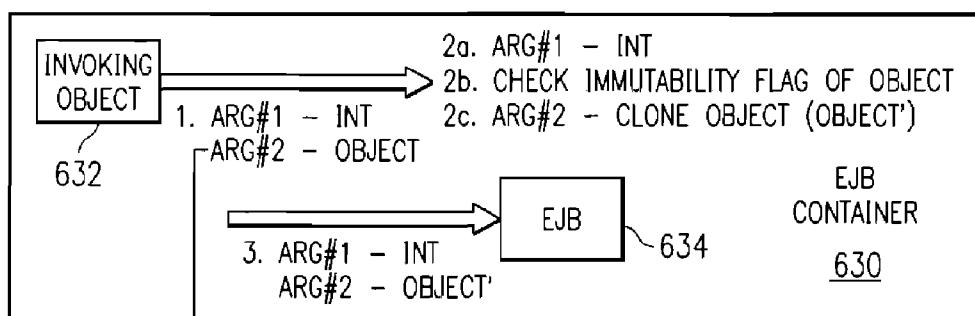 INVOKING
OBJECT
632
1. ARG#1 – INT
ARG#2 – OBJECT
2a. ARG#1 – INT
2b. CHECK IMMUTABILITY FLAG OF OBJECT
2c. ARG#2 – CLONE OBJECT (OBJECT')
3. ARG#1 – INT
ARG#2 – OBJECT'
EJB
634
EJB
CONTAINER
630